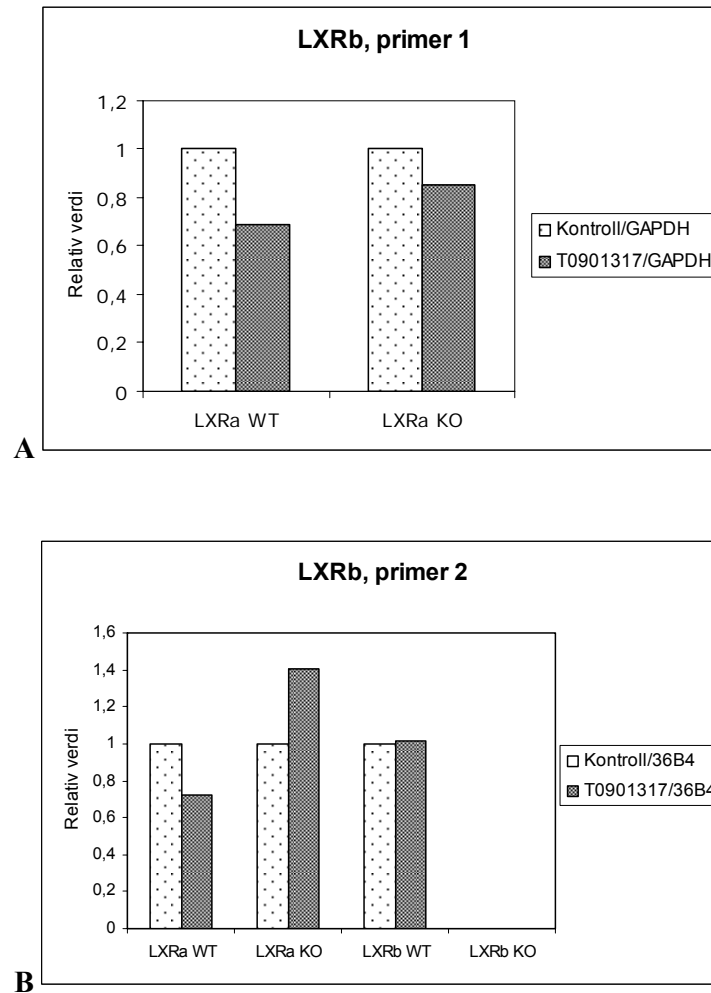 LXRb, primer 1
1,2
1
0,8
0,6
0,4
0,2
0
Relativ verdi
LXRa WT LXRa KO
Kontroll/GAPDH
T0901317/GAPDH
A
LXRb, primer 2
1,6
1,4
1,2
1
0,8
0,6
0,4
0,2
0
Relativ verdi
LXRa WT LXRa KO LXRb WT LXRb KO
Kontroll/36B4
T0901317/36B4
B